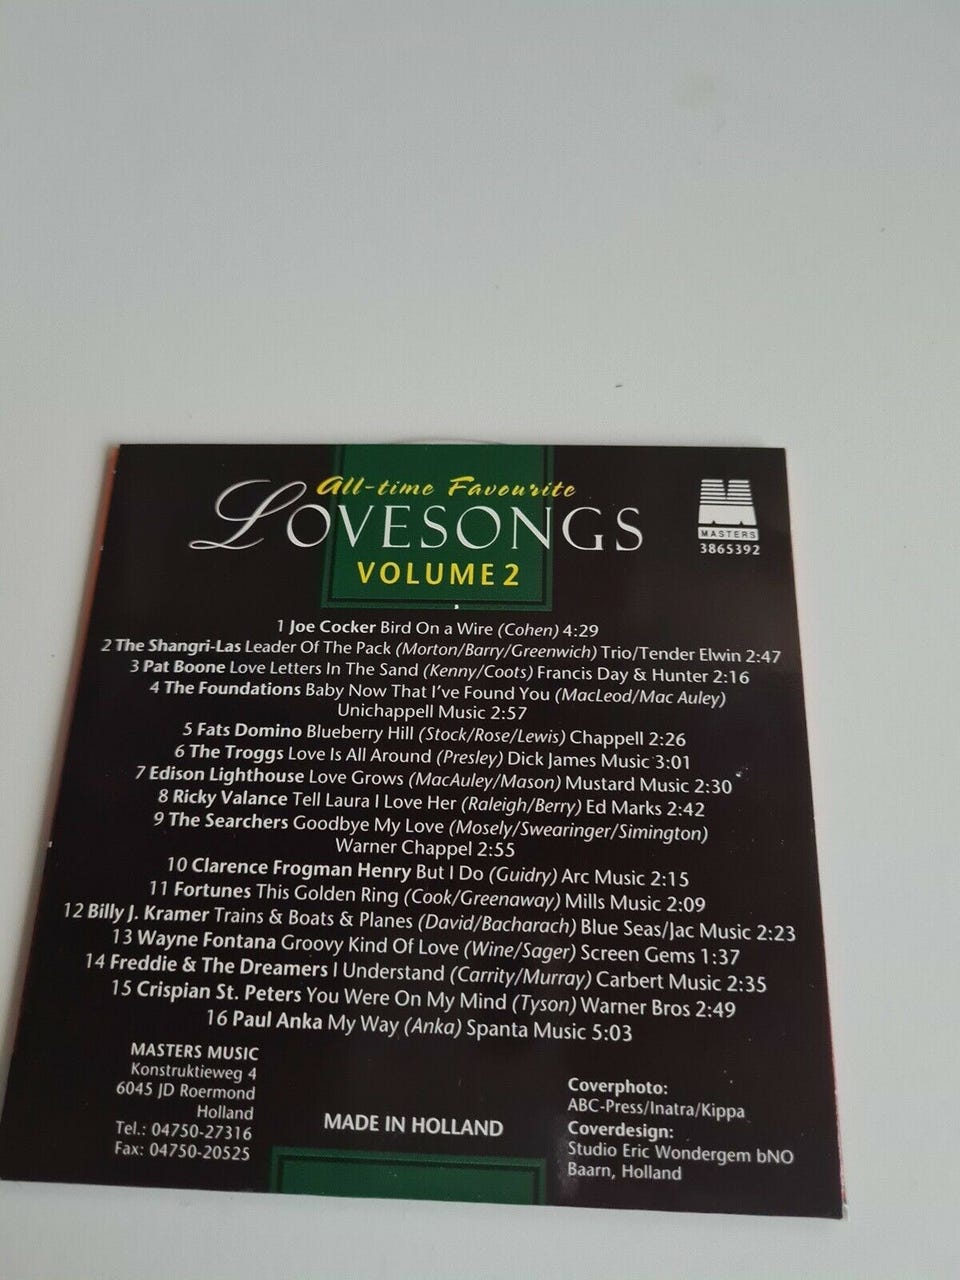 All-time Favourite
LOVESONGS
VOLUME 2
MASTERS
3865392
1 Joe Cocker Bird On a Wire (Cohen) 4:29
2 The Shangri-Las Leader Of The Pack (Morton/Barry/Greenwich) Trio/Tender Elwin 2:47
3 Pat Boone Love Letters In The Sand (Kenny/Coots) Francis Day & Hunter 2:16
4 The Foundations Baby Now That I've Found You (MacLeod/Mac Auley)
Unichappell Music 2:57
5 Fats Domino Blueberry Hill (Stock/Rose/Lewis) Chappell 2:26
6 The Troggs Love Is All Around (Presley) Dick James Music 3:01
7 Edison Lighthouse Love Grows (MacAuley/Mason) Mustard Music 2:30
8 Ricky Valance Tell Laura I Love Her (Raleigh/Berry) Ed Marks 2:42
9 The Searchers Goodbye My Love (Mosely/Swearinger/Simington)
Warner Chappel 2:55
10 Clarence Frogman Henry But I Do (Guidry) Arc Music 2:15
11 Fortunes This Golden Ring (Cook/Greenaway) Mills Music 2:09
12 Billy J. Kramer Trains & Boats & Planes (David/Bacharach) Blue Seas/Jac Music 2:23
13 Wayne Fontana Groovy Kind Of Love (Wine/Sager) Screen Gems 1:37
14 Freddie & The Dreamers I Understand (Carrity/Murray) Carbert Music 2:35
15 Crispian St. Peters You Were On My Mind (Tyson) Warner Bros 2:49
16 Paul Anka My Way (Anka) Spanta Music 5:03
MASTERS MUSIC
Konstruktieweg 4
6045 JD Roermond
Holland
Tel.: 04750-27316
Fax: 04750-20525
MADE IN HOLLAND
Coverphoto:
ABC-Press/Inatra/Kippa
Coverdesign:
Studio Eric Wondergem bNO
Baarn, Holland